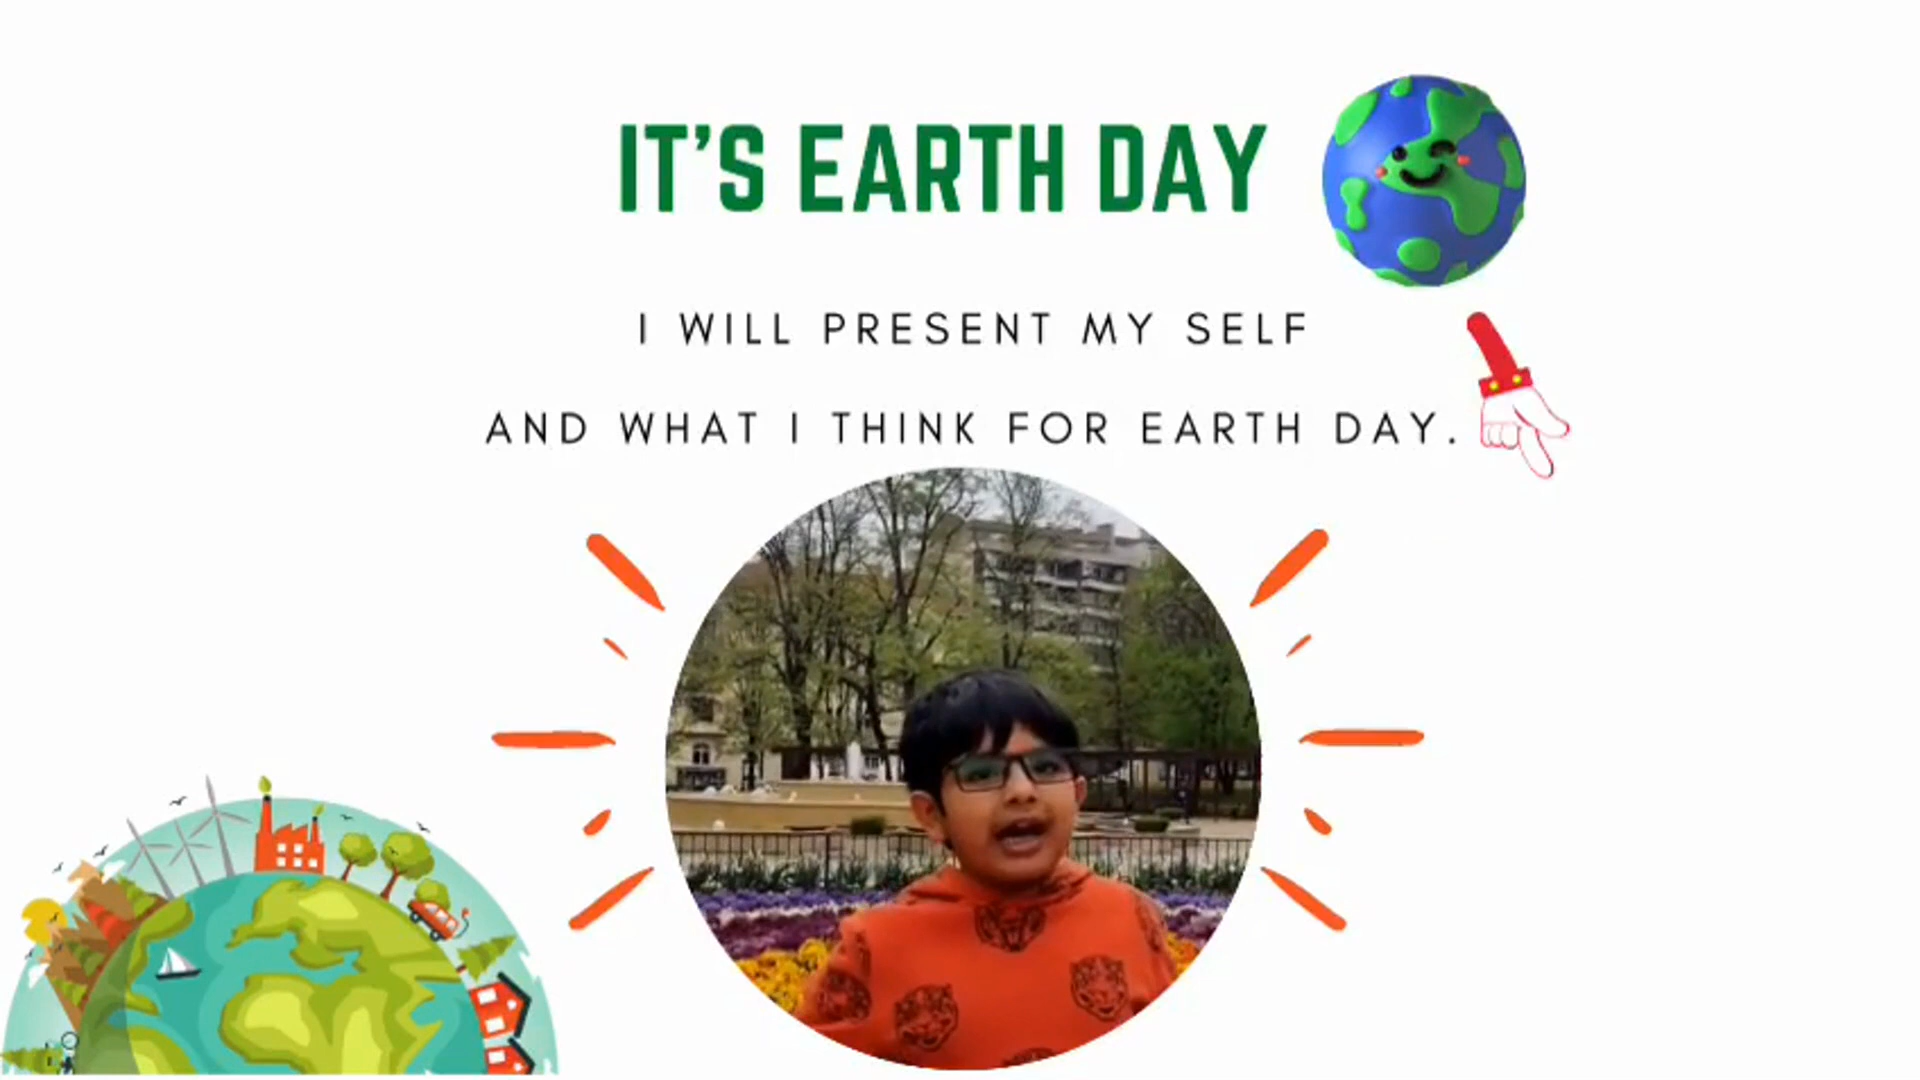 IT'S EARTH DAY
I WILL PRESENT MY SELF
AND WHAT I THINK FOR EARTH DAY.